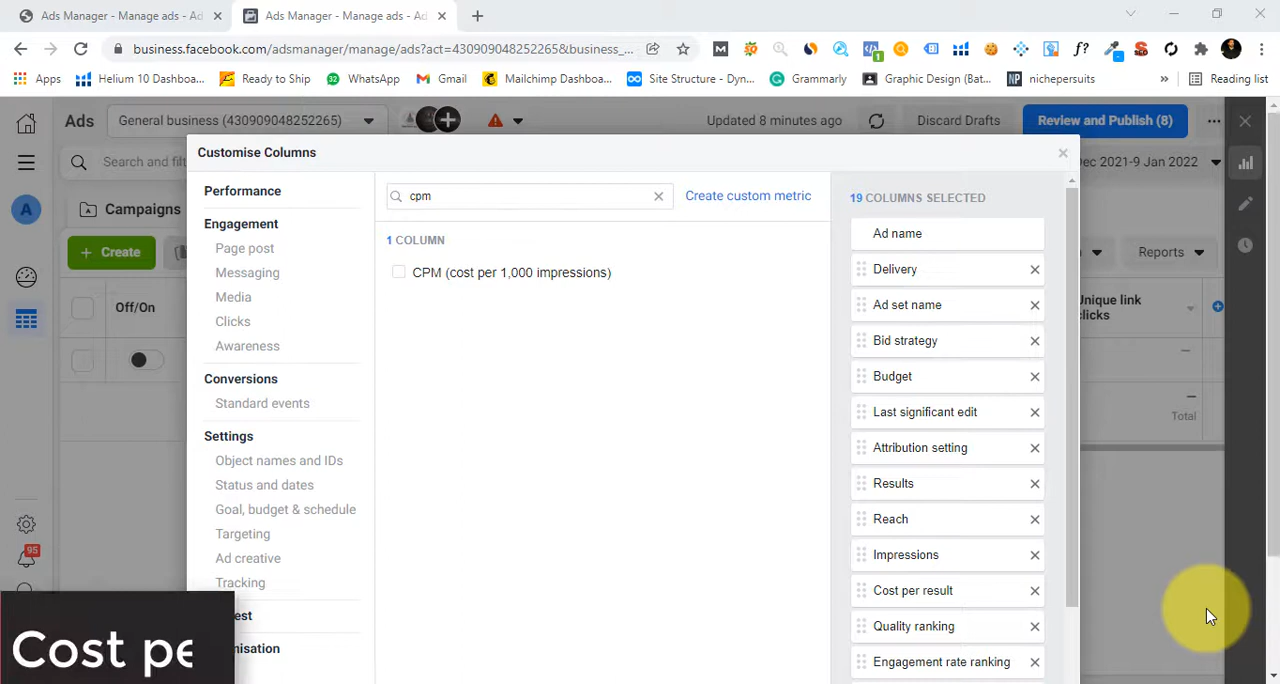 Ads Manager - Manage ads - Ad
Ads Manager - Manage ads - Ad
business.facebook.com/adsmanager/manage/ads?act=430909048252265&business_...
Apps
Helium 10 Dashboa...
Ready to Ship
WhatsApp
Gmail
Mailchimp Dashboa...
Site Structure - Dyn...
Grammarly
Graphic Design (Bat...
nichepersuits
Reading list
Ads
General business (430909048252265)
Updated 8 minutes ago
Discard Drafts
Review and Publish (8)
Search and filt
Dec 2021-9 Jan 2022
Campaigns
Create
Reports
Off/On
Unique link
clicks
—
—
Total
95
Customise Columns
Performance
Engagement
Page post
Messaging
Media
Clicks
Awareness
Conversions
Standard events
Settings
Object names and IDs
Status and dates
Goal, budget & schedule
Targeting
Ad creative
Tracking
est
nisation
cpm
Create custom metric
1 COLUMN
CPM (cost per 1,000 impressions)
19 COLUMNS SELECTED
Ad name
Delivery
Ad set name
Bid strategy
Budget
Last significant edit
Attribution setting
Results
Reach
Impressions
Cost per result
Quality ranking
Engagement rate ranking
Cost pe